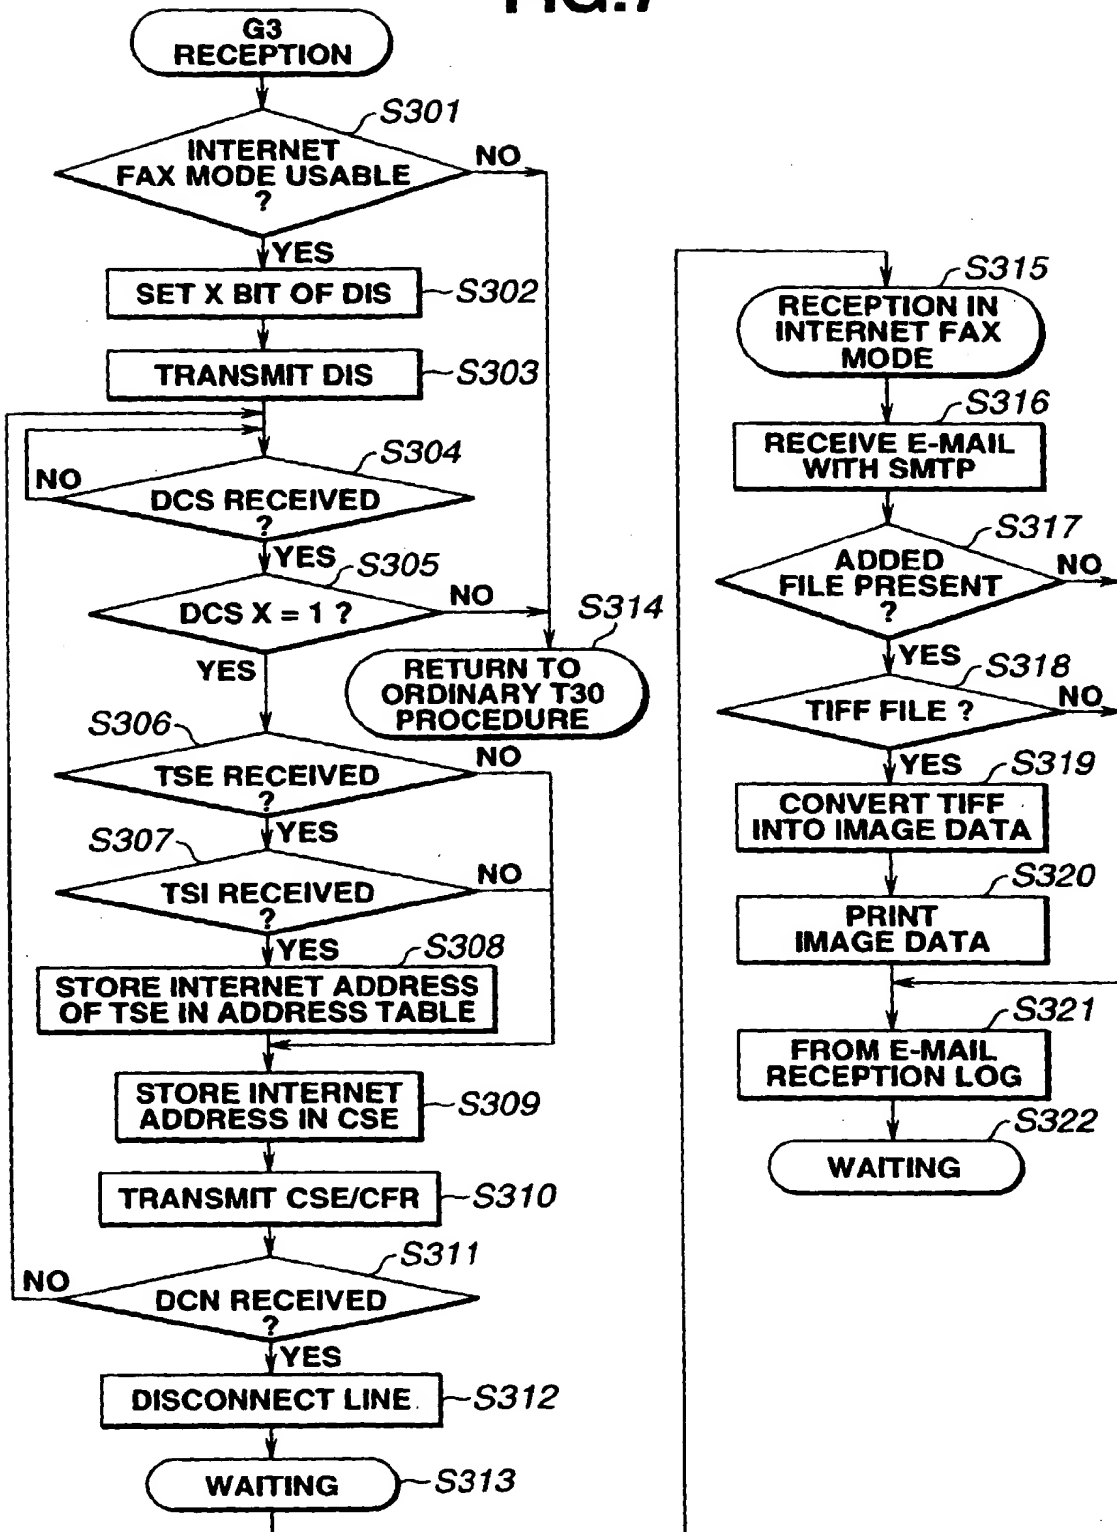 FIG.7
G3
RECEPTION
S301
INTERNET
FAX MODE USABLE
?
NO
YES
SET X BIT OF DIS
S302
TRANSMIT DIS
S303
S304
NO
DCS RECEIVED
?
YES
S305
DCS X = 1 ?
NO
YES
S314
RETURN TO
ORDINARY T30
PROCEDURE
S306
TSE RECEIVED
?
NO
YES
S307
TSI RECEIVED
?
NO
YES
S308
STORE INTERNET ADDRESS
OF TSE IN ADDRESS TABLE
STORE INTERNET
ADDRESS IN CSE
S309
TRANSMIT CSE/CFR
S310
S311
NO
DCN RECEIVED
?
YES
DISCONNECT LINE
S312
WAITING
S313
S315
RECEPTION IN
INTERNET FAX
MODE
S316
RECEIVE E-MAIL
WITH SMTP
S317
ADDED
FILE PRESENT
?
NO
YES
S318
TIFF FILE ?
NO
YES
S319
CONVERT TIFF
INTO IMAGE DATA
S320
PRINT
IMAGE DATA
S321
FROM E-MAIL
RECEPTION LOG
S322
WAITING